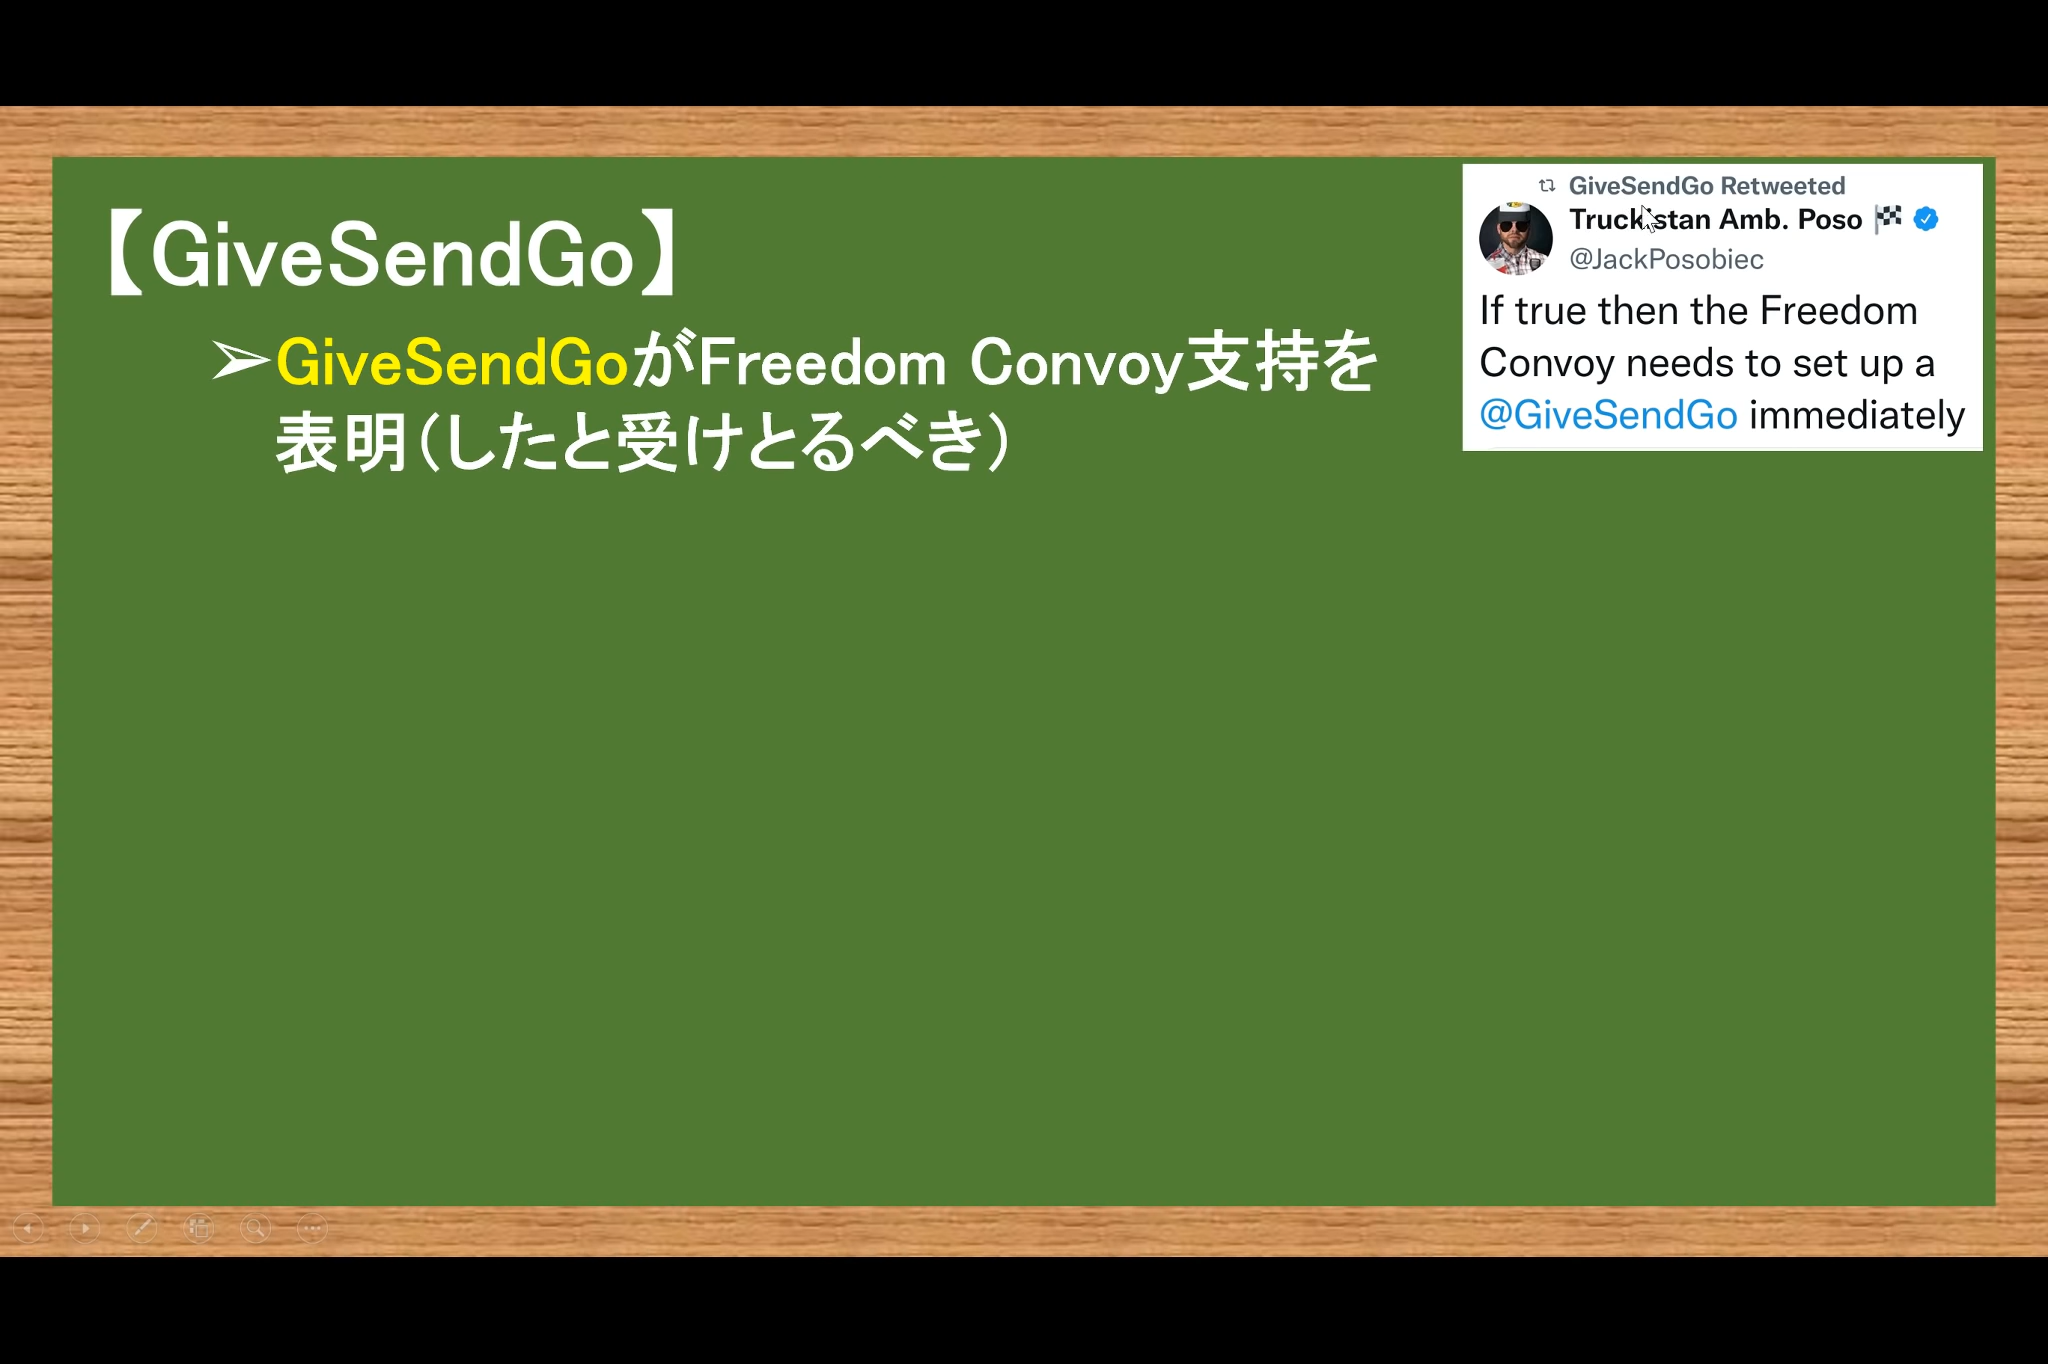 【GiveSendGo】
➢GiveSendGoがFreedom Convoy支持を
表明(したと受けとるべき)
GiveSendGo Retweeted
Truckistan Amb. Poso
@JackPosobiec
If true then the Freedom
Convoy needs to set up a
@GiveSendGo immediately